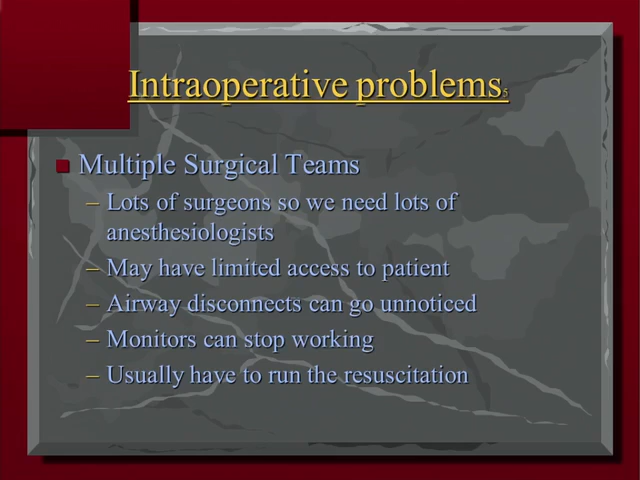 Intraoperative problems5
Multiple Surgical Teams
– Lots of surgeons so we need lots of
anesthesiologists
– May have limited access to patient
– Airway disconnects can go unnoticed
– Monitors can stop working
– Usually have to run the resuscitation